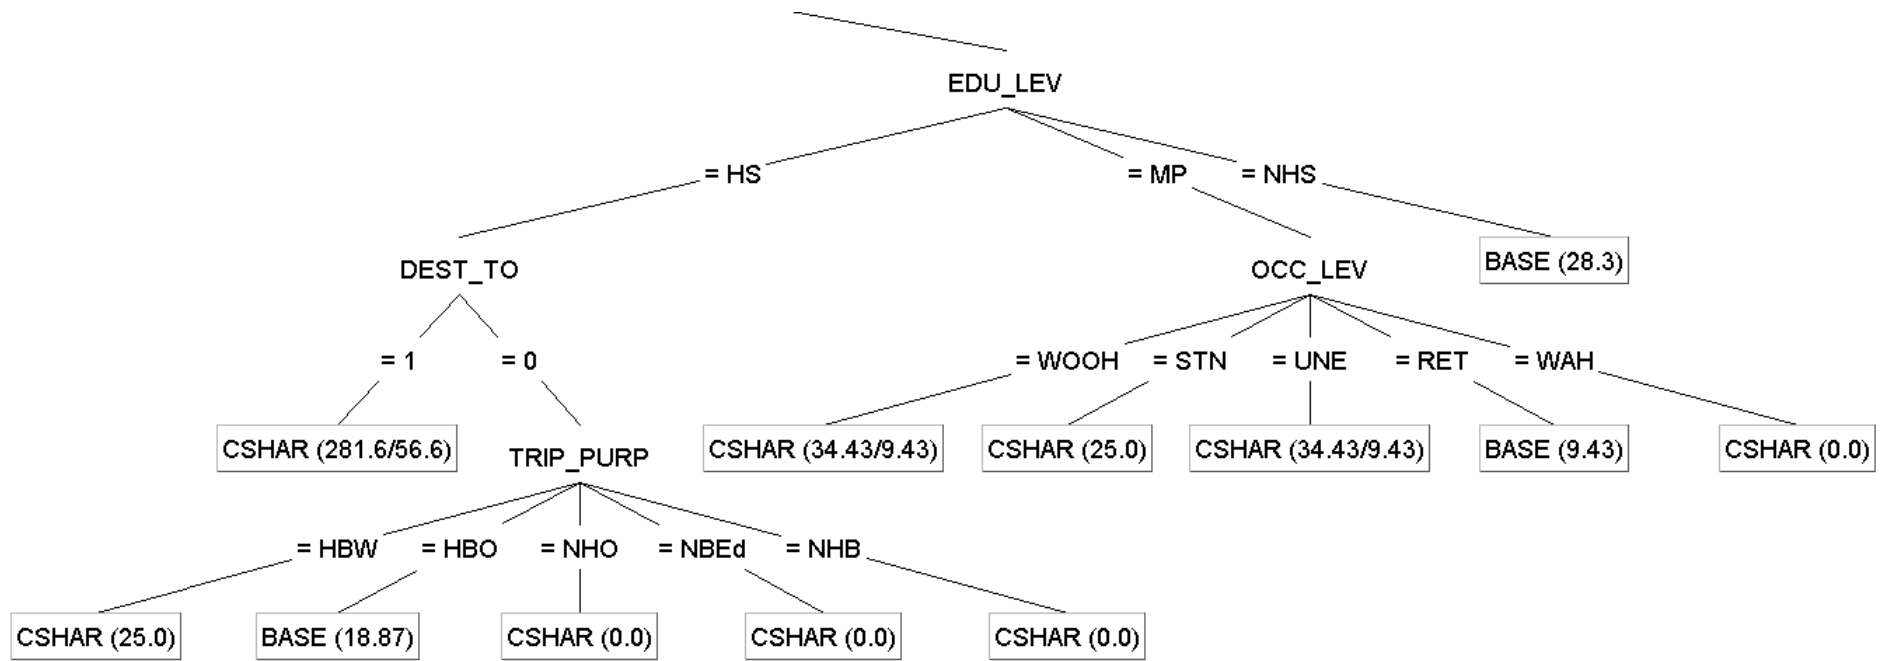 EDU_LEV
= HS
= MP
= NHS
DEST_TO
OCC_LEV
BASE (28.3)
= 1
= 0
= WOOH
= STN
= UNE
= RET
= WAH
CSHAR (281.6/56.6)
TRIP_PURP
CSHAR (34.43/9.43)
CSHAR (25.0)
CSHAR (34.43/9.43)
BASE (9.43)
CSHAR (0.0)
= HBW
= HBO
= NHO
= NBEd
= NHB
CSHAR (25.0)
BASE (18.87)
CSHAR (0.0)
CSHAR (0.0)
CSHAR (0.0)